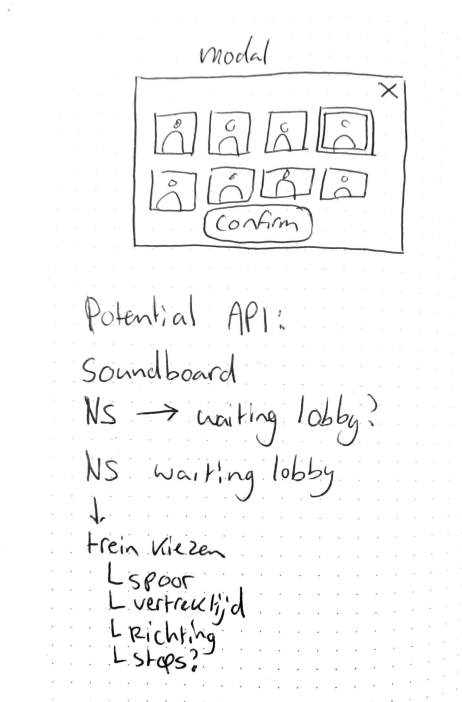 modal
X
Confirm
Potential API:
Soundboard
NS → waiting lobby?
NS waiting lobby
↓
trein kiezen
L spoor
L vertrektijd
L Richting
L stops?